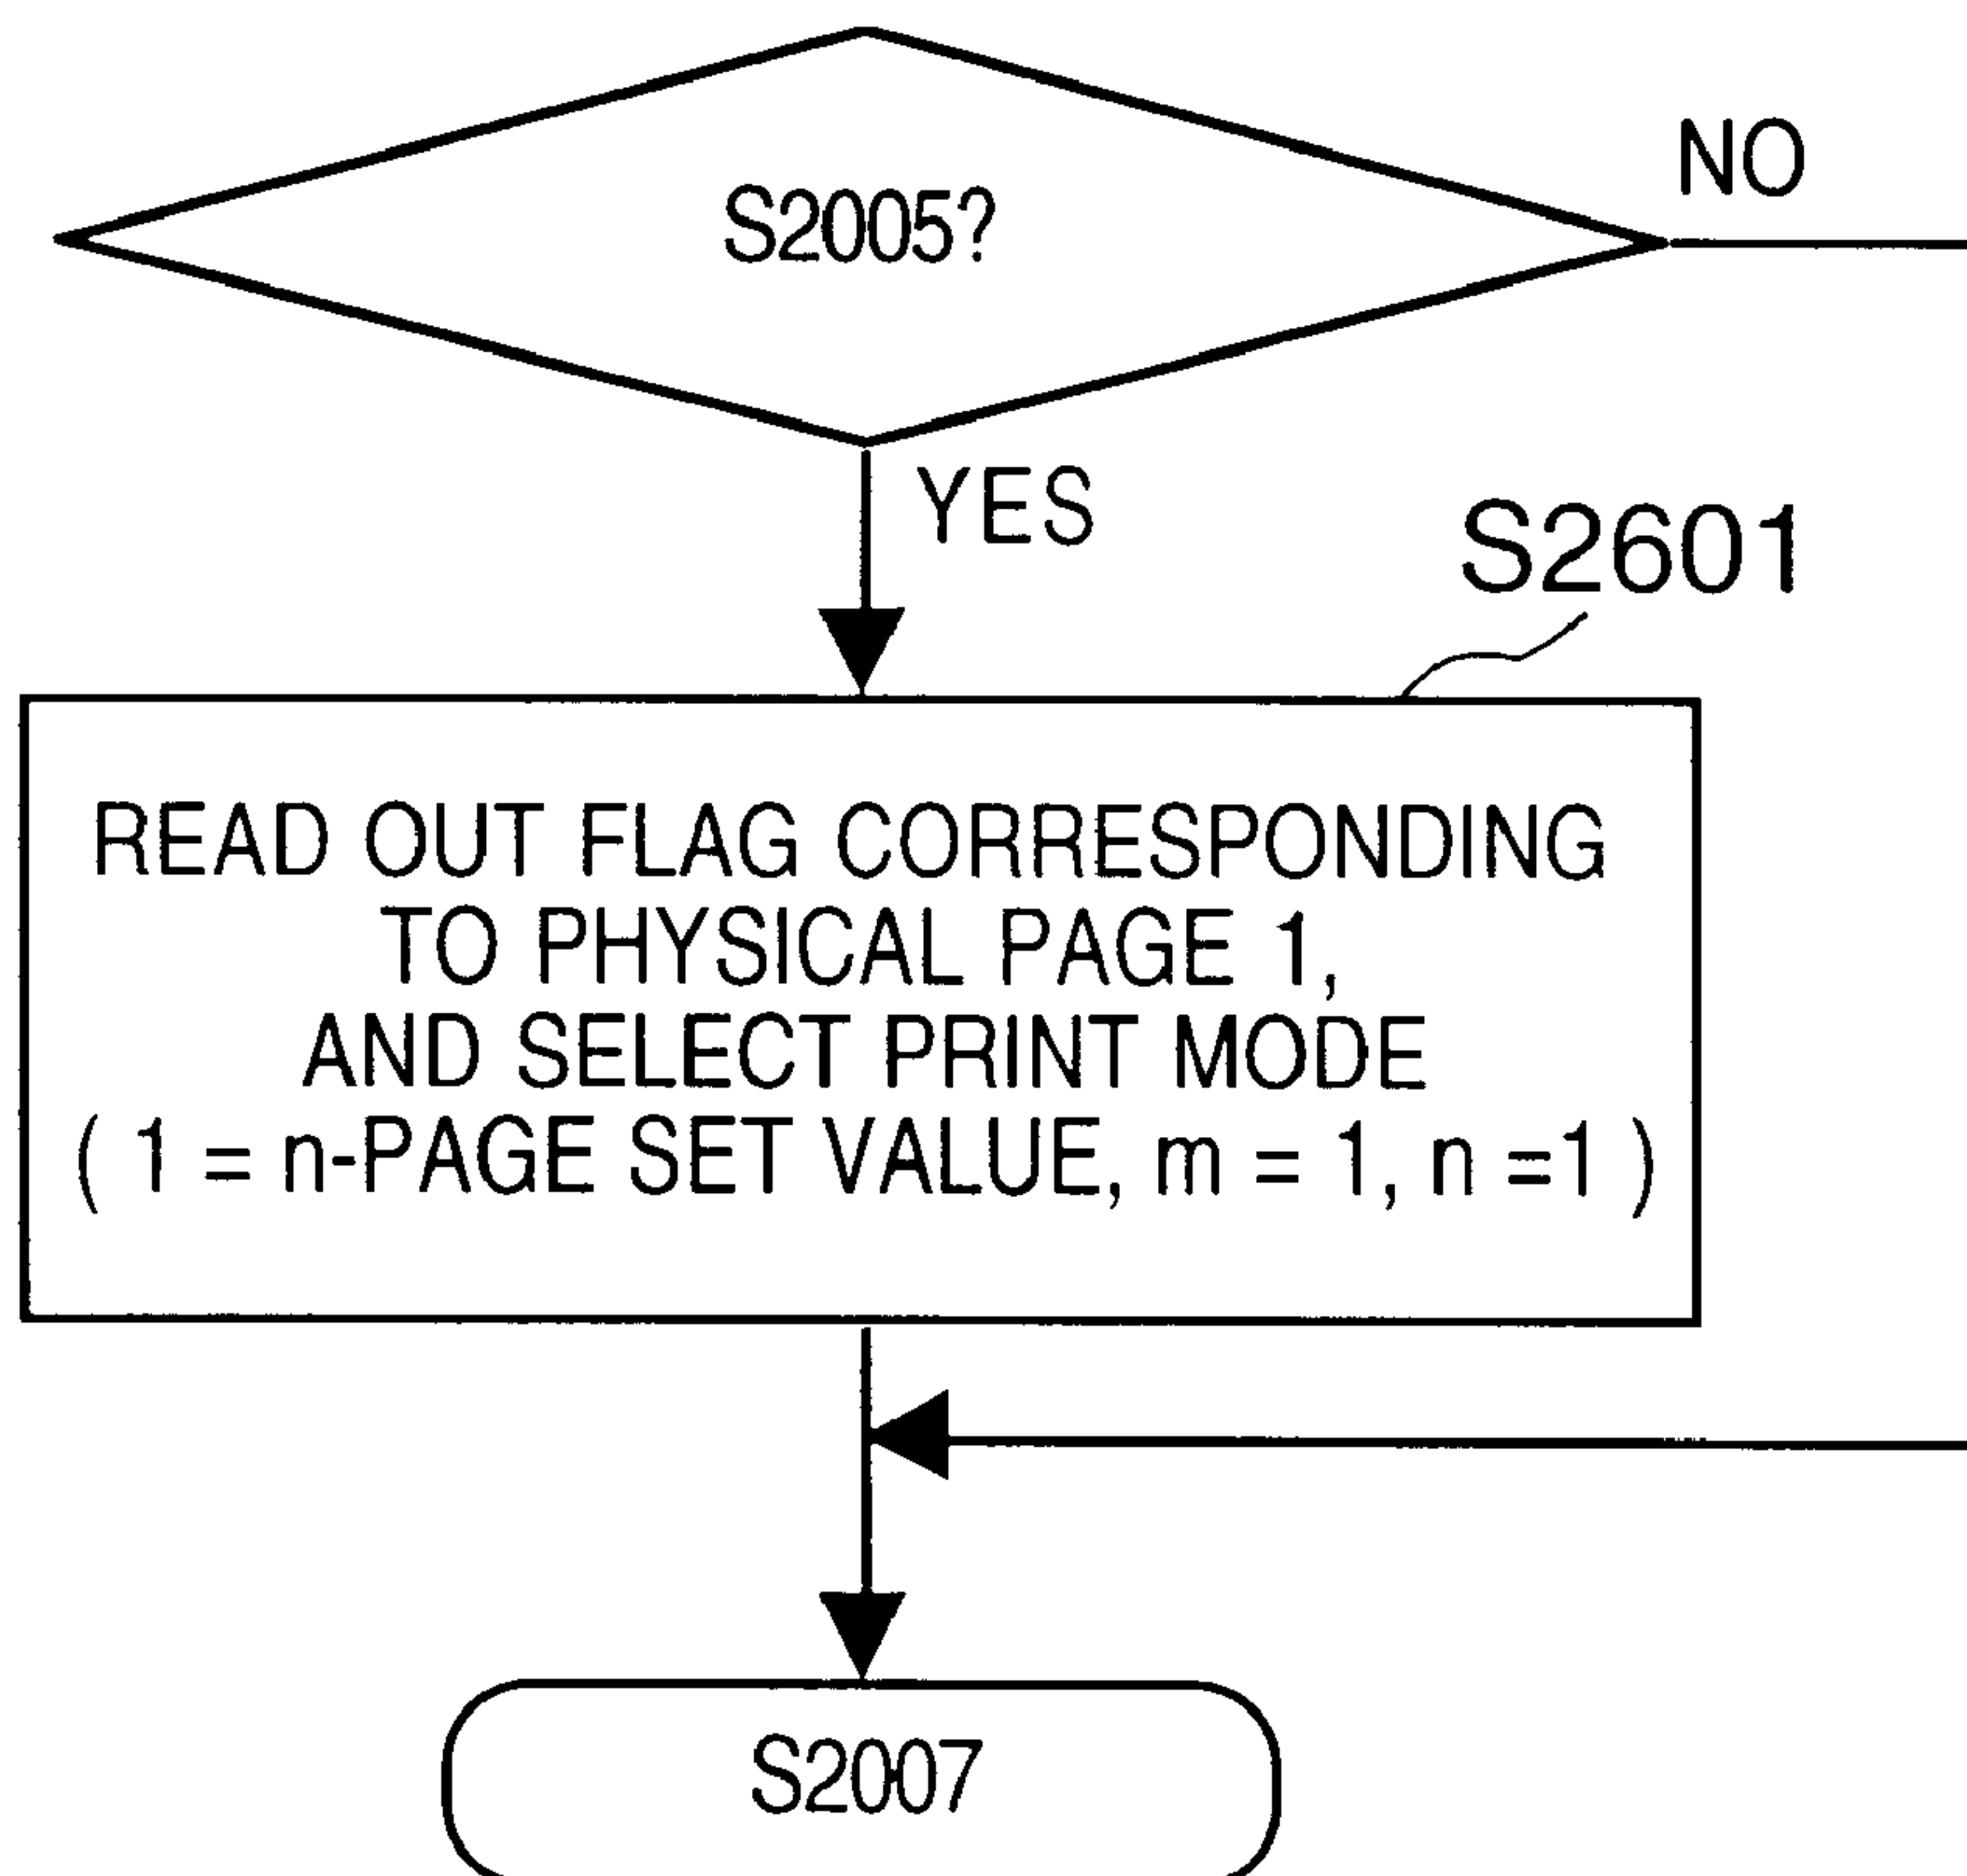 S2005?
NO
YES
S2601
READ OUT FLAG CORRESPONDING
TO PHYSICAL PAGE 1,
AND SELECT PRINT MODE
( 1 = n-PAGE SET VALUE, m = 1, n =1 )
S2007